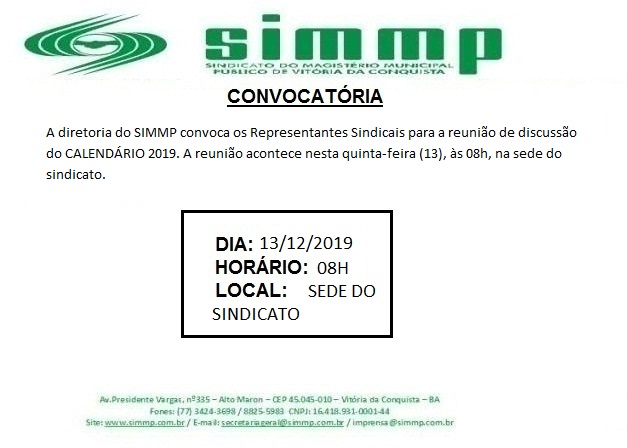 simmp
SINDICATO DO MAGISTÉRIO MUNICIPAL
PÚBLICO DE VITÓRIA DA CONQUISTA
CONVOCATÓRIA
A diretoria do SIMMP convoca os Representantes Sindicais para a reunião de discussão
do CALENDÁRIO 2019. A reunião acontece nesta quinta-feira (13), às 08h, na sede do
sindicato.
DIA: 13/12/2019
HORÁRIO: 08H
LOCAL: SEDE DO
SINDICATO
Av.Presidente Vargas, nº335 – Alto Maron – CEP 45.045-010 – Vitória da Conquista – BA
Fones: (77) 3424-3698 / 8825-5983 CNPJ: 16.418.931-0001-44
Site: www.simmp.com.br / E-mail: secretariageral@simmp.com.br / imprensa@simmp.com.br